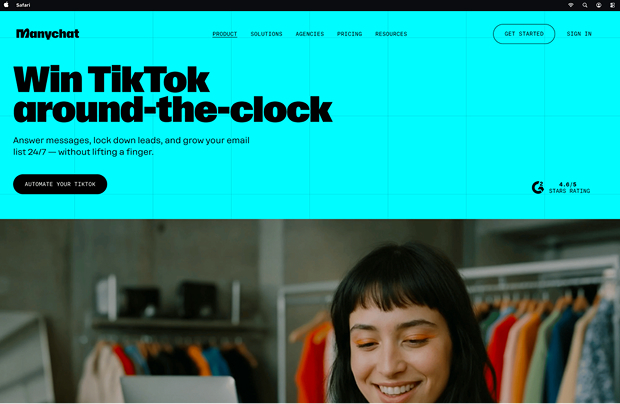 Safari
Manychat
PRODUCT SOLUTIONS AGENCIES PRICING RESOURCES
GET STARTED
SIGN IN
Win TikTok
around-the-clock
Answer messages, lock down leads, and grow your email
list 24/7 — without lifting a finger.
AUTOMATE YOUR TIKTOK
4.6/5
STARS RATING